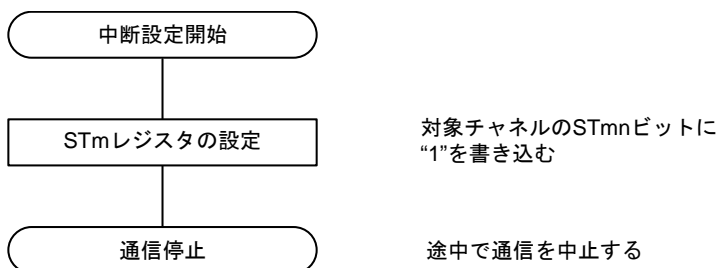 中断設定開始
STmレジスタの設定
対象チャネルのSTmnビットに
“1”を書き込む
通信停止
途中で通信を中止する